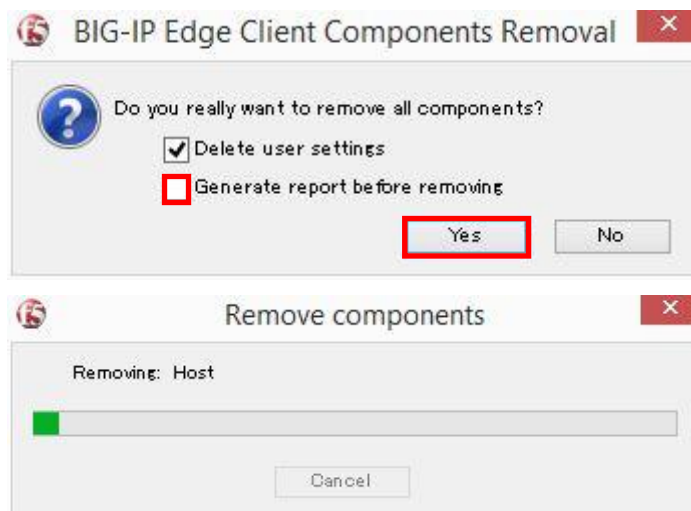 BIG-IP Edge Client Components Removal
Do you really want to remove all components?
Delete user settings
Generate report before removing
Yes
No
Remove components
Removing: Host
Cancel